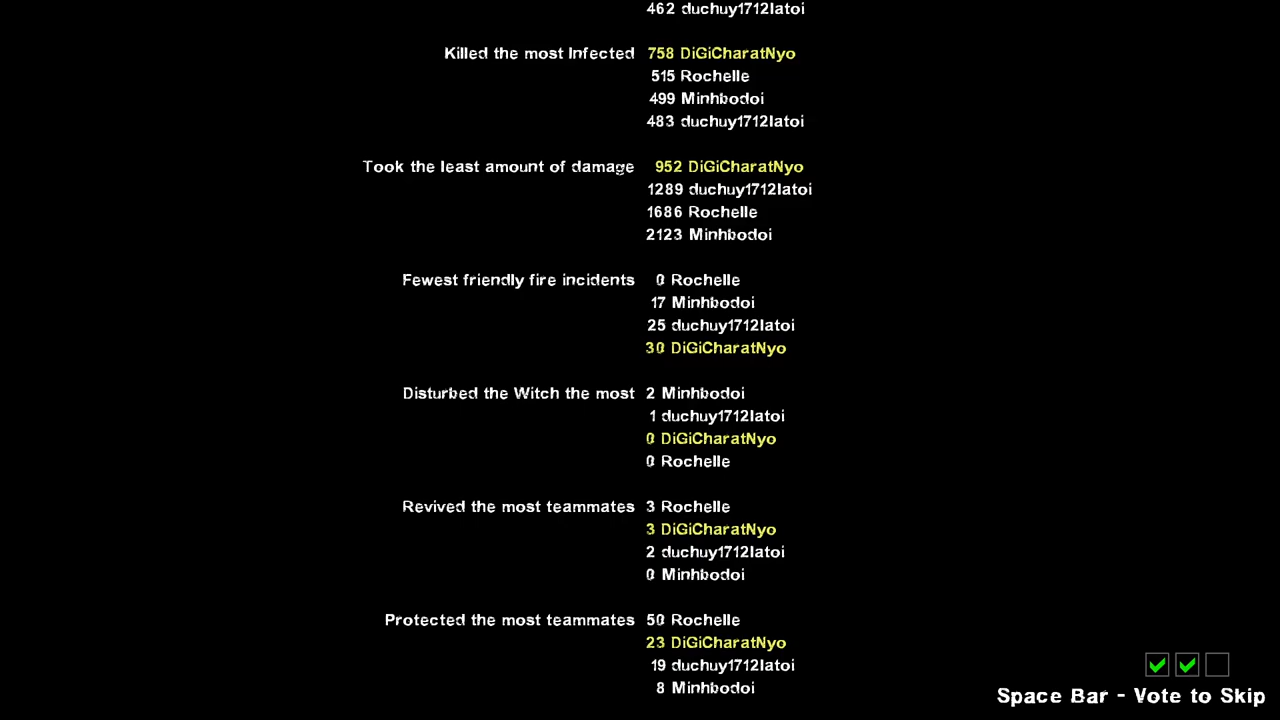 462 duchuy1712latoi
Killed the most Infected 758 DiGiCharatNyo
515 Rochelle
499 Minhbodoi
483 duchuy1712latoi
Took the least amount of damage 952 DiGiCharatNyo
1289 duchuy1712latoi
1686 Rochelle
2123 Minhbodoi
Fewest friendly fire incidents 0 Rochelle
17 Minhbodoi
25 duchuy1712latoi
30 DiGiCharatNyo
Disturbed the Witch the most 2 Minhbodoi
1 duchuy1712latoi
0 DiGiCharatNyo
0 Rochelle
Revived the most teammates 3 Rochelle
3 DiGiCharatNyo
2 duchuy1712latoi
0 Minhbodoi
Protected the most teammates 50 Rochelle
23 DiGiCharatNyo
19 duchuy1712latoi
8 Minhbodoi
Space Bar - Vote to Skip